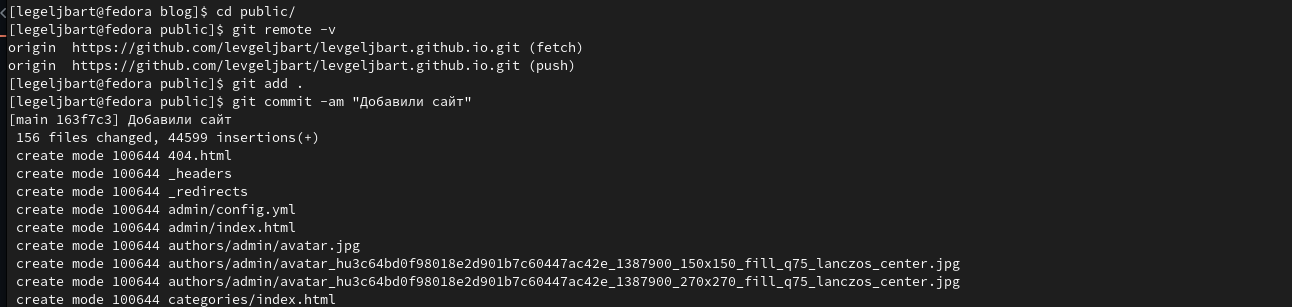 [legeljbart@fedora blog]$ cd public/
[legeljbart@fedora public]$ git remote -v
origin  https://github.com/levgeljbart/levgeljbart.github.io.git (fetch)
origin  https://github.com/levgeljbart/levgeljbart.github.io.git (push)
[legeljbart@fedora public]$ git add .
[legeljbart@fedora public]$ git commit -am "Добавили сайт"
[main 163f7c3] Добавили сайт
 156 files changed, 44599 insertions(+)
 create mode 100644 404.html
 create mode 100644 _headers
 create mode 100644 _redirects
 create mode 100644 admin/config.yml
 create mode 100644 admin/index.html
 create mode 100644 authors/admin/avatar.jpg
 create mode 100644 authors/admin/avatar_hu3c64bd0f98018e2d901b7c60447ac42e_1387900_150x150_fill_q75_lanczos_center.jpg
 create mode 100644 authors/admin/avatar_hu3c64bd0f98018e2d901b7c60447ac42e_1387900_270x270_fill_q75_lanczos_center.jpg
 create mode 100644 categories/index.html